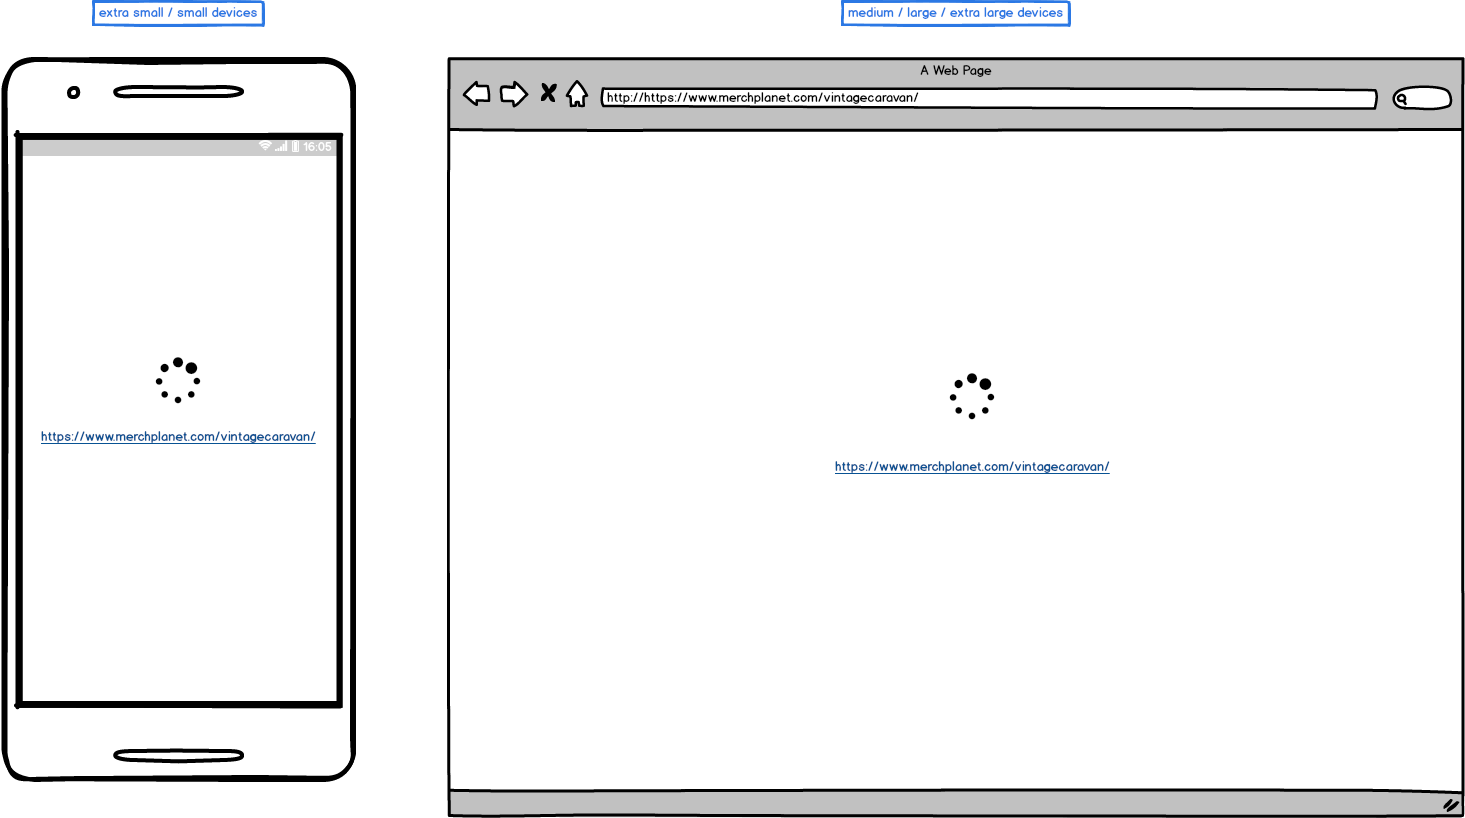 extra small / small devices
medium / large / extra large devices
A Web Page
http://https://www.merchplanet.com/vintagecaravan/
16:05
https://www.merchplanet.com/vintagecaravan/
https://www.merchplanet.com/vintagecaravan/